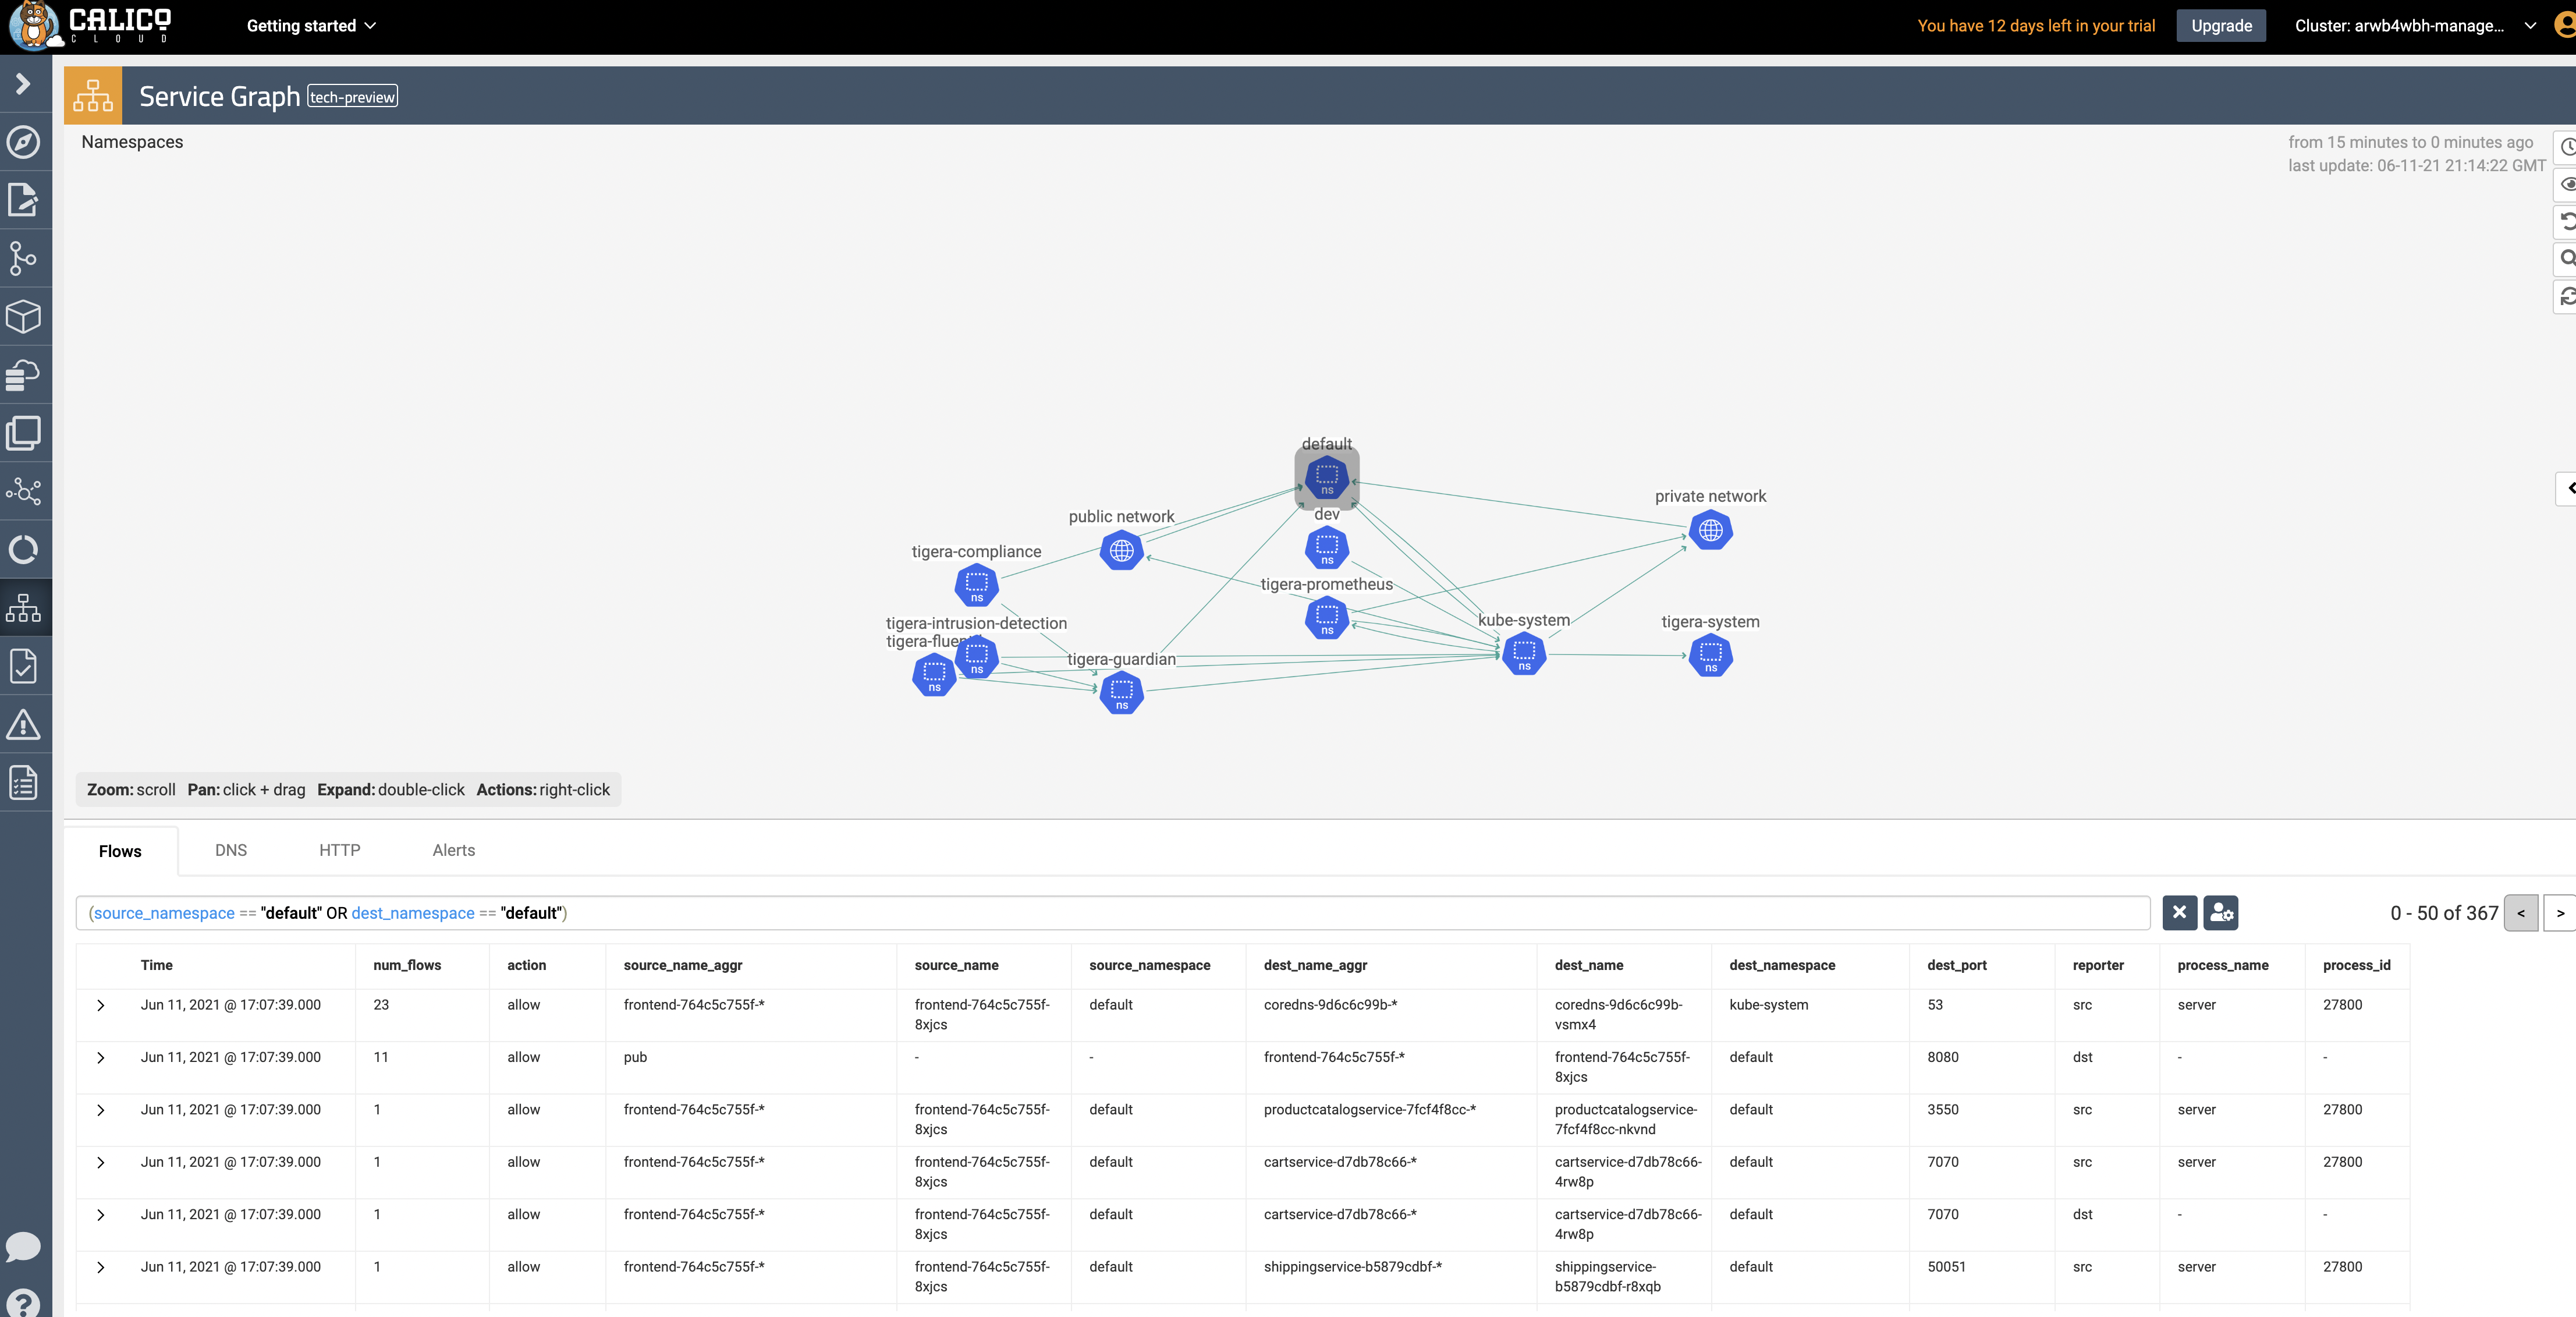 CALICO
CLOUD
Getting started
You have 12 days left in your trial
Upgrade
Cluster: arwb4wbh-manage...
Service Graph tech-preview
Namespaces
from 15 minutes to 0 minutes ago
last update: 06-11-21 21:14:22 GMT
default
ns
private network
public network
dev
ns
tigera-compliance
ns
tigera-prometheus
ns
kube-system
ns
tigera-system
ns
tigera-intrusion-detection
ns
tigera-fluen
ns
tigera-guardian
ns
Zoom: scroll Pan: click + drag Expand: double-click Actions: right-click
Flows DNS HTTP Alerts
(source_namespace == "default" OR dest_namespace == "default")
0 - 50 of 367 < >
Time num_flows action source_name_aggr source_name source_namespace dest_name_aggr dest_name dest_namespace dest_port reporter process_name process_id
Jun 11, 2021 @ 17:07:39.000 23 allow frontend-764c5c755f-* frontend-764c5c755f- default coredns-9d6c6c99b-* coredns-9d6c6c99b- kube-system 53 src server 27800
8xjcs vsmx4
Jun 11, 2021 @ 17:07:39.000 11 allow pub - - frontend-764c5c755f-* frontend-764c5c755f- default 8080 dst - -
8xjcs
Jun 11, 2021 @ 17:07:39.000 1 allow frontend-764c5c755f-* frontend-764c5c755f- default productcatalogservice-7fcf4f8cc-* productcatalogservice- default 3550 src server 27800
8xjcs 7fcf4f8cc-nkvnd
Jun 11, 2021 @ 17:07:39.000 1 allow frontend-764c5c755f-* frontend-764c5c755f- default cartservice-d7db78c66-* cartservice-d7db78c66- default 7070 src server 27800
8xjcs 4rw8p
Jun 11, 2021 @ 17:07:39.000 1 allow frontend-764c5c755f-* frontend-764c5c755f- default cartservice-d7db78c66-* cartservice-d7db78c66- default 7070 dst - -
8xjcs 4rw8p
Jun 11, 2021 @ 17:07:39.000 1 allow frontend-764c5c755f-* frontend-764c5c755f- default shippingservice-b5879cdbf-* shippingservice- default 50051 src server 27800
8xjcs b5879cdbf-r8xqb